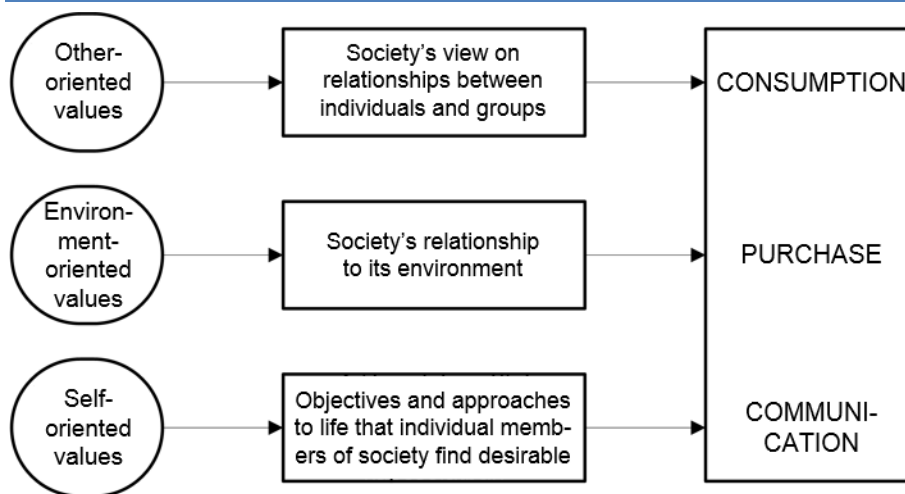 Other-
oriented
values
Society's view on
relationships between
individuals and groups
CONSUMPTION
Environ-
ment-
oriented
values
Society's relationship
to its environment
PURCHASE
Self-
oriented
values
Objectives and approaches
to life that individual memb-
ers of society find desirable
COMMUNI-
CATION